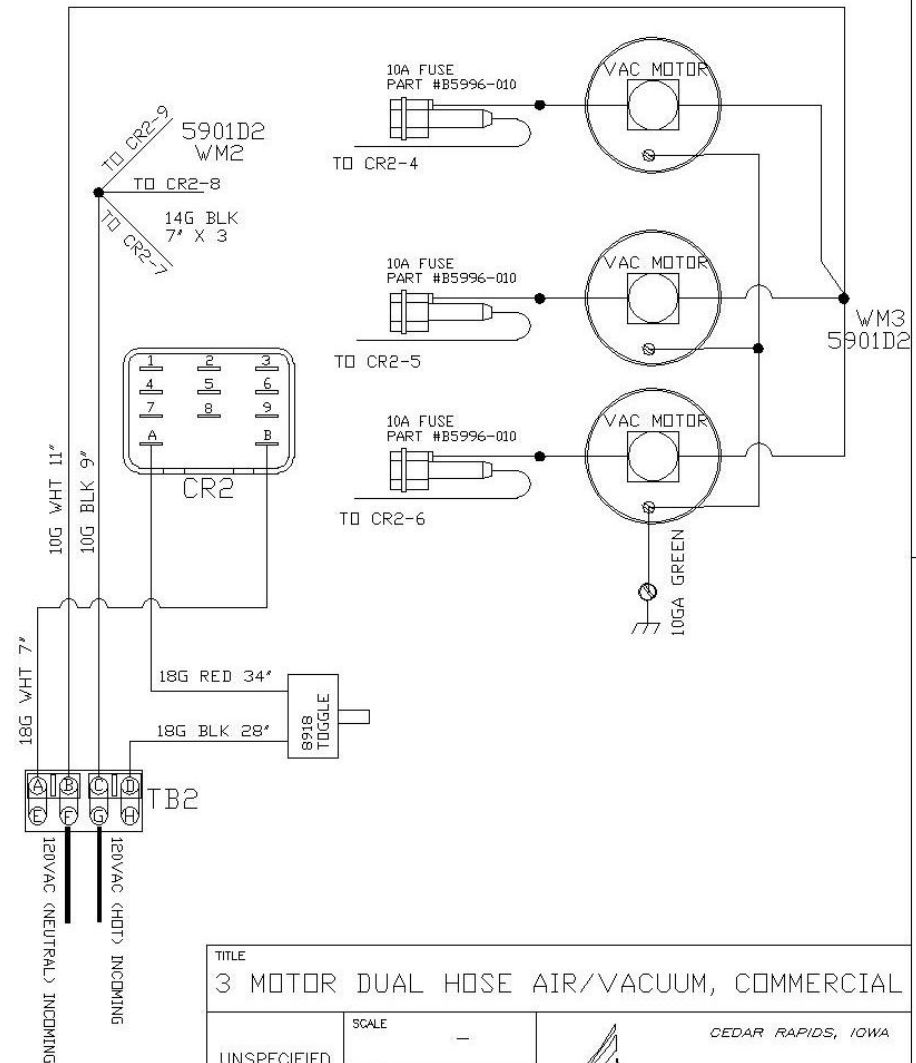 10A FUSE
PART #B5996-010
VAC MOTOR
TO CR2-4
TO CR2-9
5901D2
WM2
TO CR2-8
TO CR2-7
14G BLK
7" X 3
10A FUSE
PART #B5996-010
VAC MOTOR
TO CR2-5
WM3
5901D2
1 2 3
4 5 6
7 8 9
A B
CR2
10A FUSE
PART #B5996-010
VAC MOTOR
TO CR2-6
10G WHT 11"
10G BLK 9"
10GA GREEN
18G WHT 7"
18G RED 34"
18G BLK 28"
8918
TOGGLE
A B C D
E F G H
TB2
120VAC (NEUTRAL) INCOMING
120VAC (HOT) INCOMING
TITLE
3 MOTOR DUAL HOSE AIR/VACUUM, COMMERCIAL
SCALE
–
CEDAR RAPIDS, IOWA
UNSPECIFIED